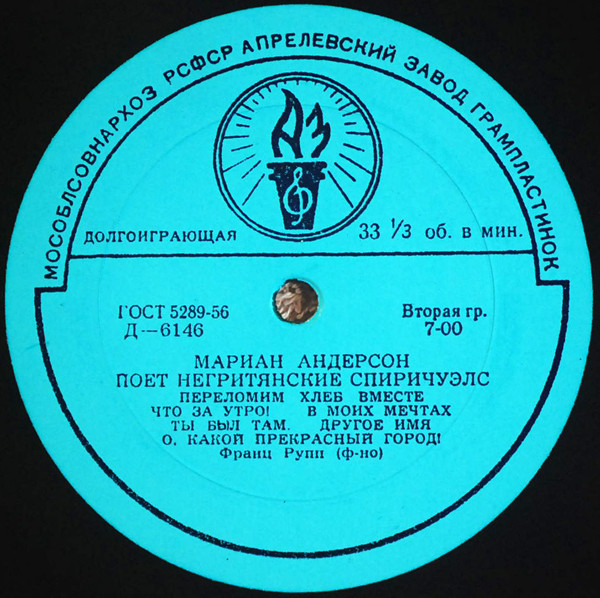 МОСОБЛСОВНАРХОЗ РСФСР АПРЕЛЕВСКИЙ ЗАВОД ГРАМПЛАСТИНОК
АЗ
ДОЛГОИГРАЮЩАЯ 33 1/3 об. в мин.
ГОСТ 5289-56 Вторая гр.
Д—6146 7-00
МАРИАН АНДЕРСОН
ПОЕТ НЕГРИТЯНСКИЕ СПИРИЧУЭЛС
ПЕРЕЛОМИМ ХЛЕБ ВМЕСТЕ
ЧТО ЗА УТРО! В МОИХ МЕЧТАХ
ТЫ БЫЛ ТАМ. ДРУГОЕ ИМЯ
О, КАКОЙ ПРЕКРАСНЫЙ ГОРОД!
Франц Рупп (ф-но)